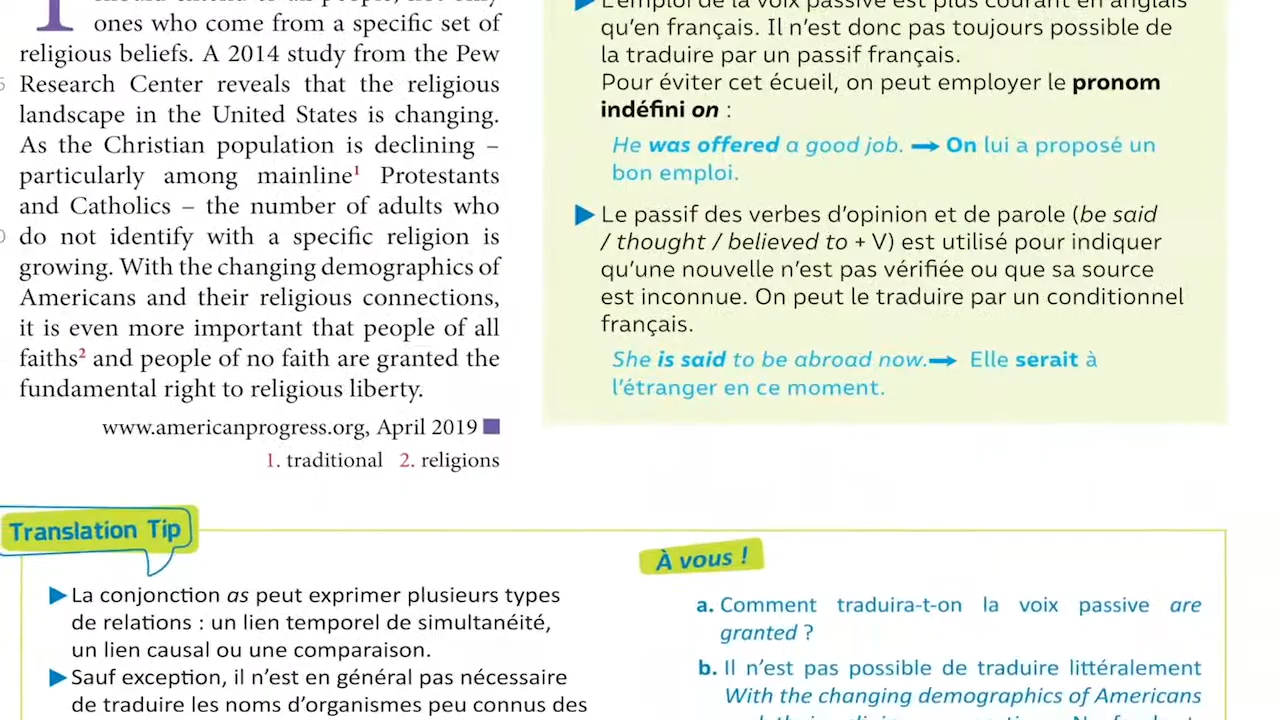 ones who come from a specific set of
religious beliefs. A 2014 study from the Pew
Research Center reveals that the religious
landscape in the United States is changing.
As the Christian population is declining –
particularly among mainline¹ Protestants
and Catholics – the number of adults who
do not identify with a specific religion is
growing. With the changing demographics of
Americans and their religious connections,
it is even more important that people of all
faiths² and people of no faith are granted the
fundamental right to religious liberty.
www.americanprogress.org, April 2019
1. traditional 2. religions
L'emploi de la voix passive est plus courant en anglais
qu'en français. Il n'est donc pas toujours possible de
la traduire par un passif français.
Pour éviter cet écueil, on peut employer le pronom
indéfini on :
He was offered a good job. → On lui a proposé un
bon emploi.
Le passif des verbes d'opinion et de parole (be said
/ thought / believed to + V) est utilisé pour indiquer
qu'une nouvelle n'est pas vérifiée ou que sa source
est inconnue. On peut le traduire par un conditionnel
français.
She is said to be abroad now. → Elle serait à
l'étranger en ce moment.
Translation Tip
La conjonction as peut exprimer plusieurs types
de relations : un lien temporel de simultanéité,
un lien causal ou une comparaison.
Sauf exception, il n'est en général pas nécessaire
de traduire les noms d'organismes peu connus des
À vous !
a. Comment traduira-t-on la voix passive are
granted ?
b. Il n'est pas possible de traduire littéralement
With the changing demographics of Americans